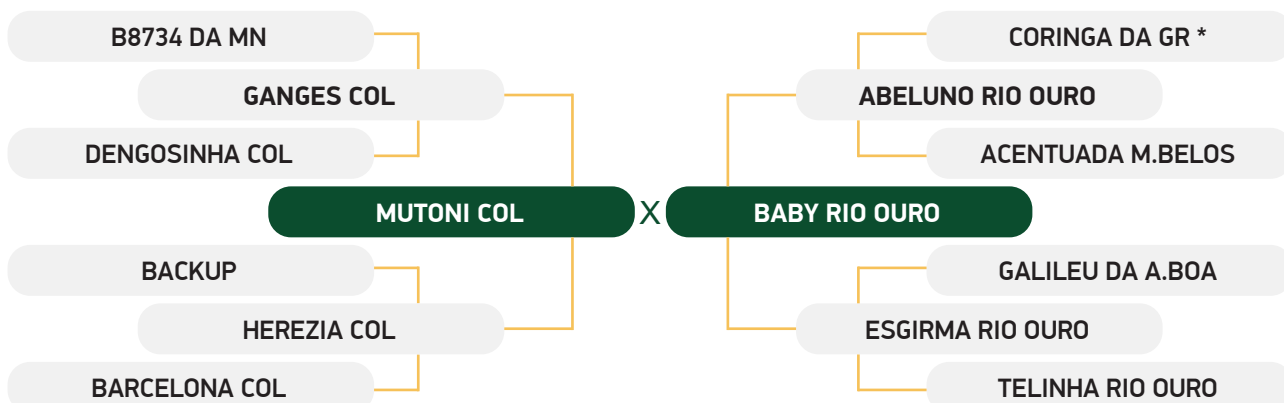 B8734 DA MN
CORINGA DA GR *
GANGES COL
ABELUNO RIO OURO
DENGOSINHA COL
ACENTUADA M.BELOS
MUTONI COL X BABY RIO OURO
BACKUP
GALILEU DA A.BOA
HEREZIA COL
ESGIRMA RIO OURO
BARCELONA COL
TELINHA RIO OURO